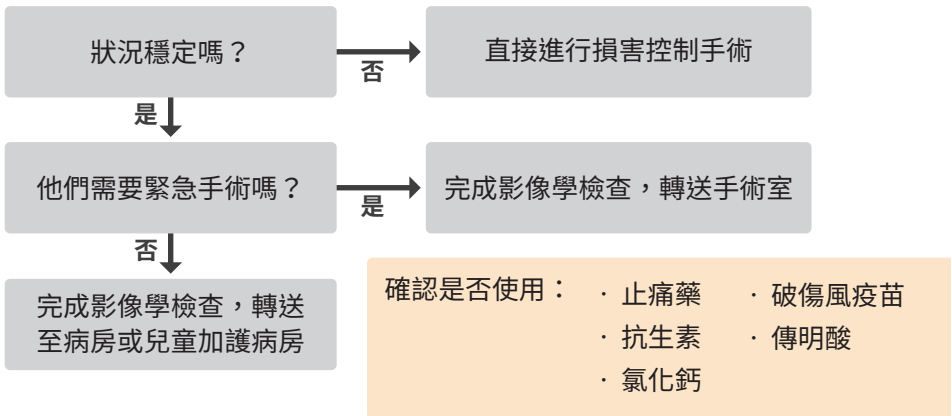 狀況穩定嗎？
否
直接進行損害控制手術
是
他們需要緊急手術嗎？
是
完成影像學檢查，轉送手術室
否
完成影像學檢查，轉送
至病房或兒童加護病房
確認是否使用：
· 止痛藥
· 抗生素
· 氯化鈣
· 破傷風疫苗
· 傳明酸